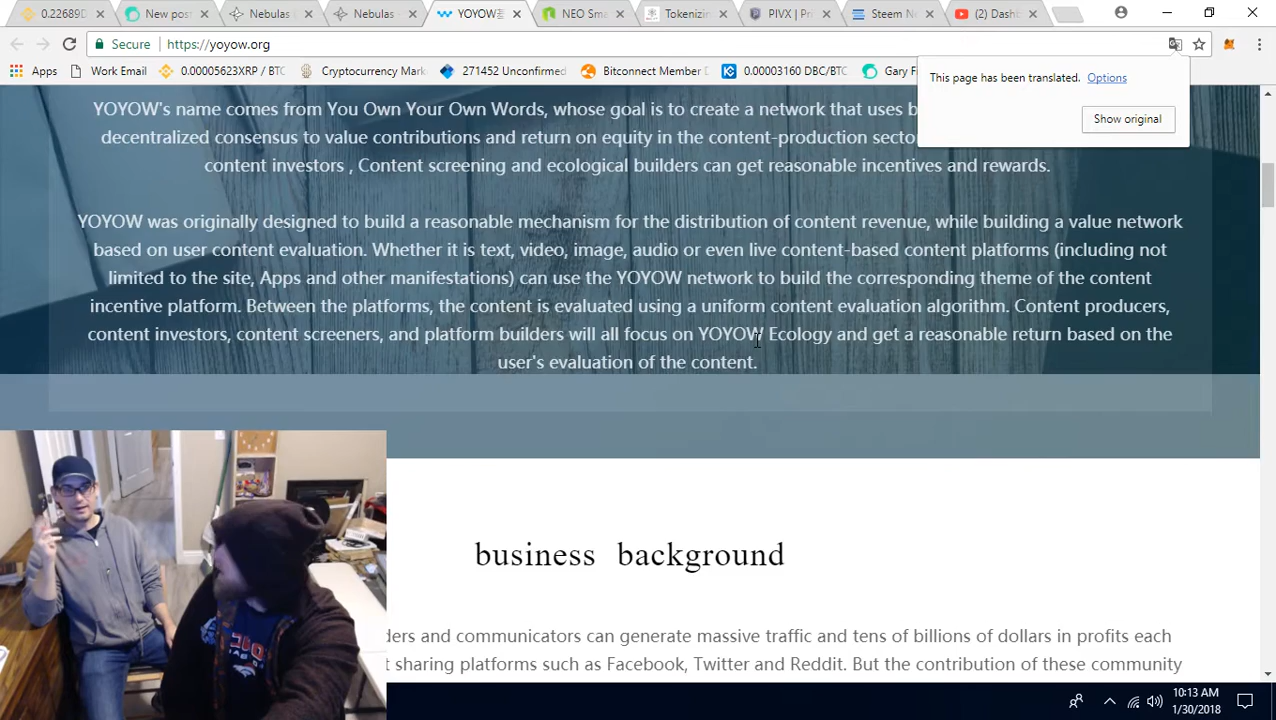 0.22689D
New post
Nebulas (
Nebulas -
YOYOW
NEO Sma
Tokenizin
PIVX | Pri
Steem Ne
(2) Dashb
Secure
https://yoyow.org
Apps
Work Email
0.00005623XRP / BTC
Cryptocurrency Mark
271452 Unconfirmed
Bitconnect Member D
0.00003160 DBC/BTC
Gary F
This page has been translated. Options
Show original
YOYOW's name comes from You Own Your Own Words, whose goal is to create a network that uses b
decentralized consensus to value contributions and return on equity in the content-production sector
content investors , Content screening and ecological builders can get reasonable incentives and rewards.
YOYOW was originally designed to build a reasonable mechanism for the distribution of content revenue, while building a value network
based on user content evaluation. Whether it is text, video, image, audio or even live content-based content platforms (including not
limited to the site, Apps and other manifestations) can use the YOYOW network to build the corresponding theme of the content
incentive platform. Between the platforms, the content is evaluated using a uniform content evaluation algorithm. Content producers,
content investors, content screeners, and platform builders will all focus on YOYOW Ecology and get a reasonable return based on the
user's evaluation of the content.
business background
ders and communicators can generate massive traffic and tens of billions of dollars in profits each
t sharing platforms such as Facebook, Twitter and Reddit. But the contribution of these community
10:13 AM
1/30/2018